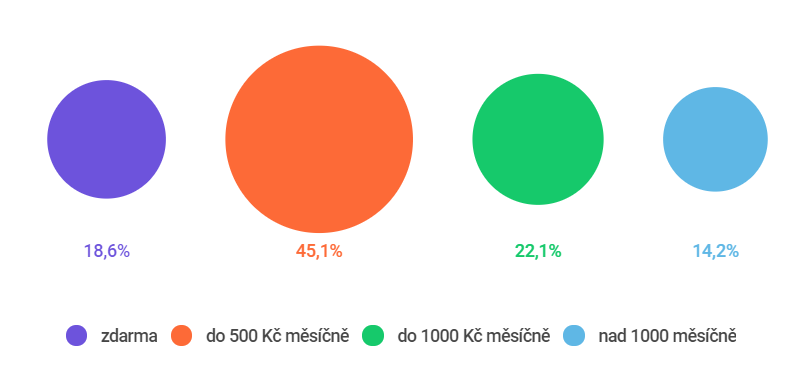 18,6% 45,1% 22,1% 14,2%
zdarma do 500 Kč měsíčně do 1000 Kč měsíčně nad 1000 měsíčně